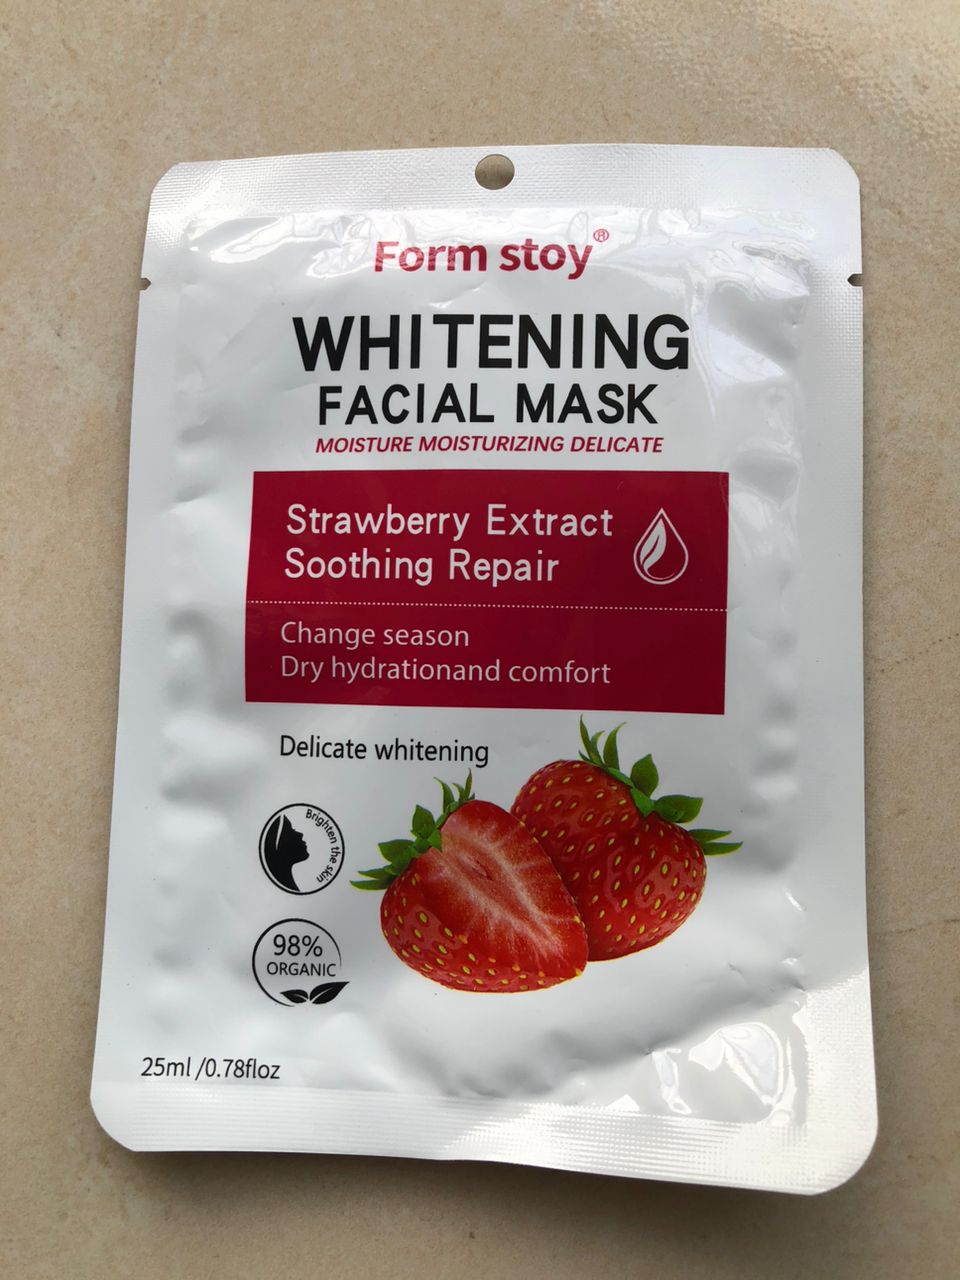 Form stoy®
WHITENING
FACIAL MASK
MOISTURE MOISTURIZING DELICATE
Strawberry Extract
Soothing Repair
Change season
Dry hydrationand comfort
Delicate whitening
Brighten the skin
98%
ORGANIC
25ml /0.78floz